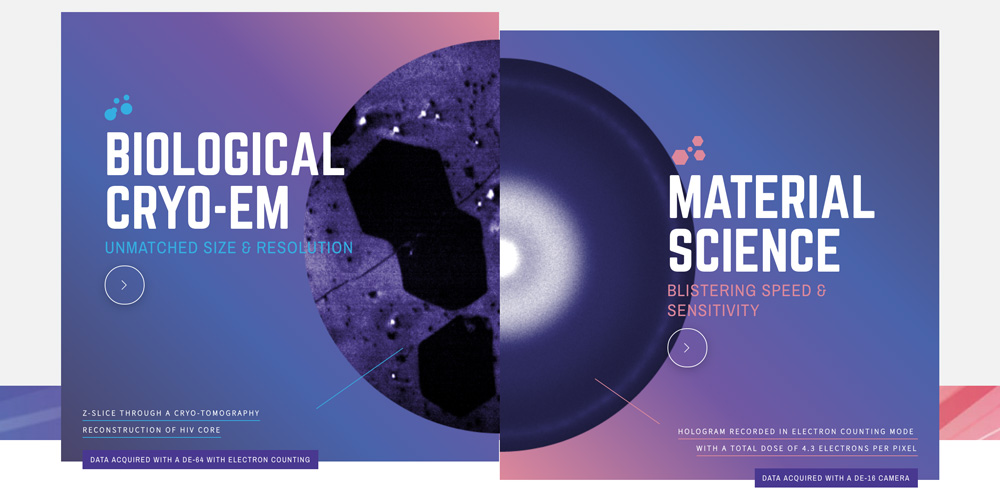 BIOLOGICAL
CRYO-EM
UNMATCHED SIZE & RESOLUTION
Z-SLICE THROUGH A CRYO-TOMOGRAPHY
RECONSTRUCTION OF HIV CORE
DATA ACQUIRED WITH A DE-64 WITH ELECTRON COUNTING
MATERIAL
SCIENCE
BLISTERING SPEED &
SENSITIVITY
HOLOGRAM RECORDED IN ELECTRON COUNTING MODE
WITH A TOTAL DOSE OF 4.3 ELECTRONS PER PIXEL
DATA ACQUIRED WITH A DE-16 CAMERA